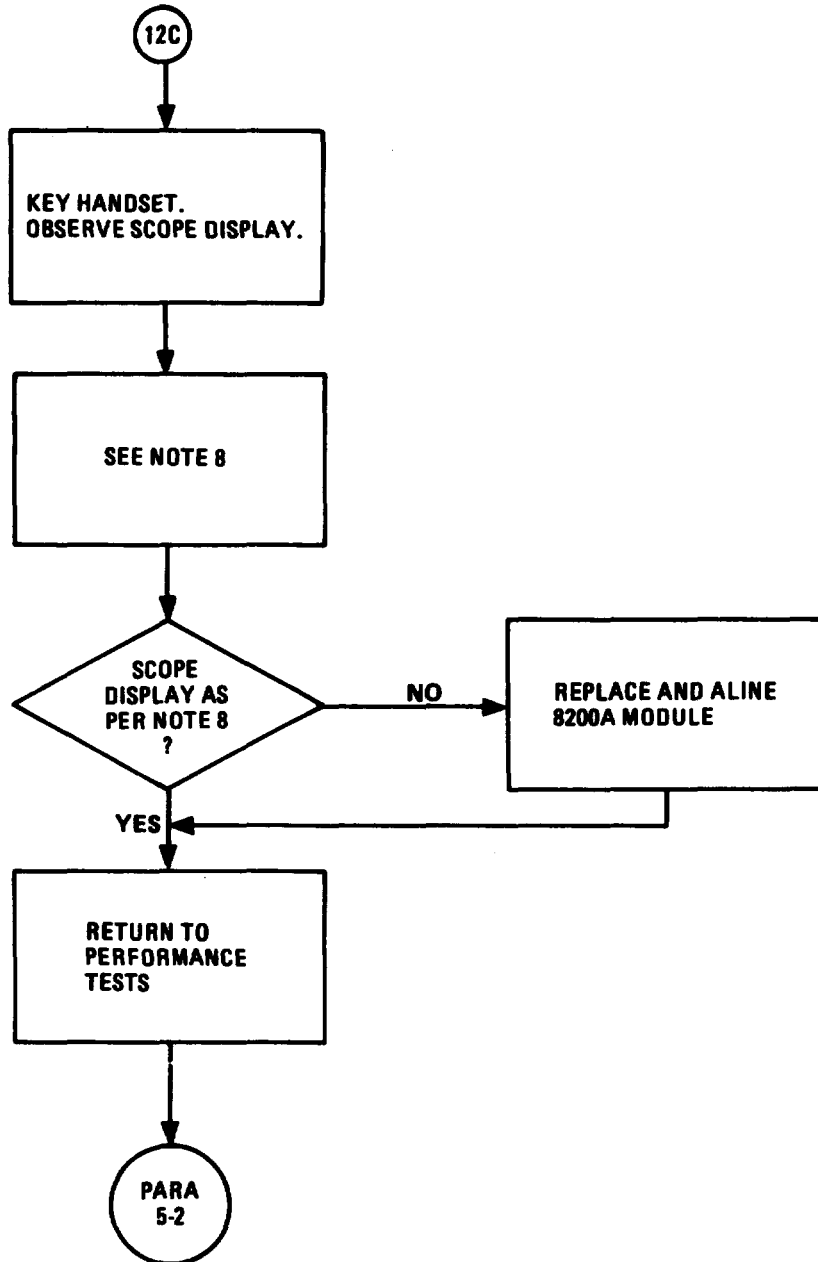 12C
KEY HANDSET.
OBSERVE SCOPE DISPLAY.
SEE NOTE 8
SCOPE
DISPLAY AS
PER NOTE 8
?
NO
REPLACE AND ALINE
8200A MODULE
YES
RETURN TO
PERFORMANCE
TESTS
PARA
5-2